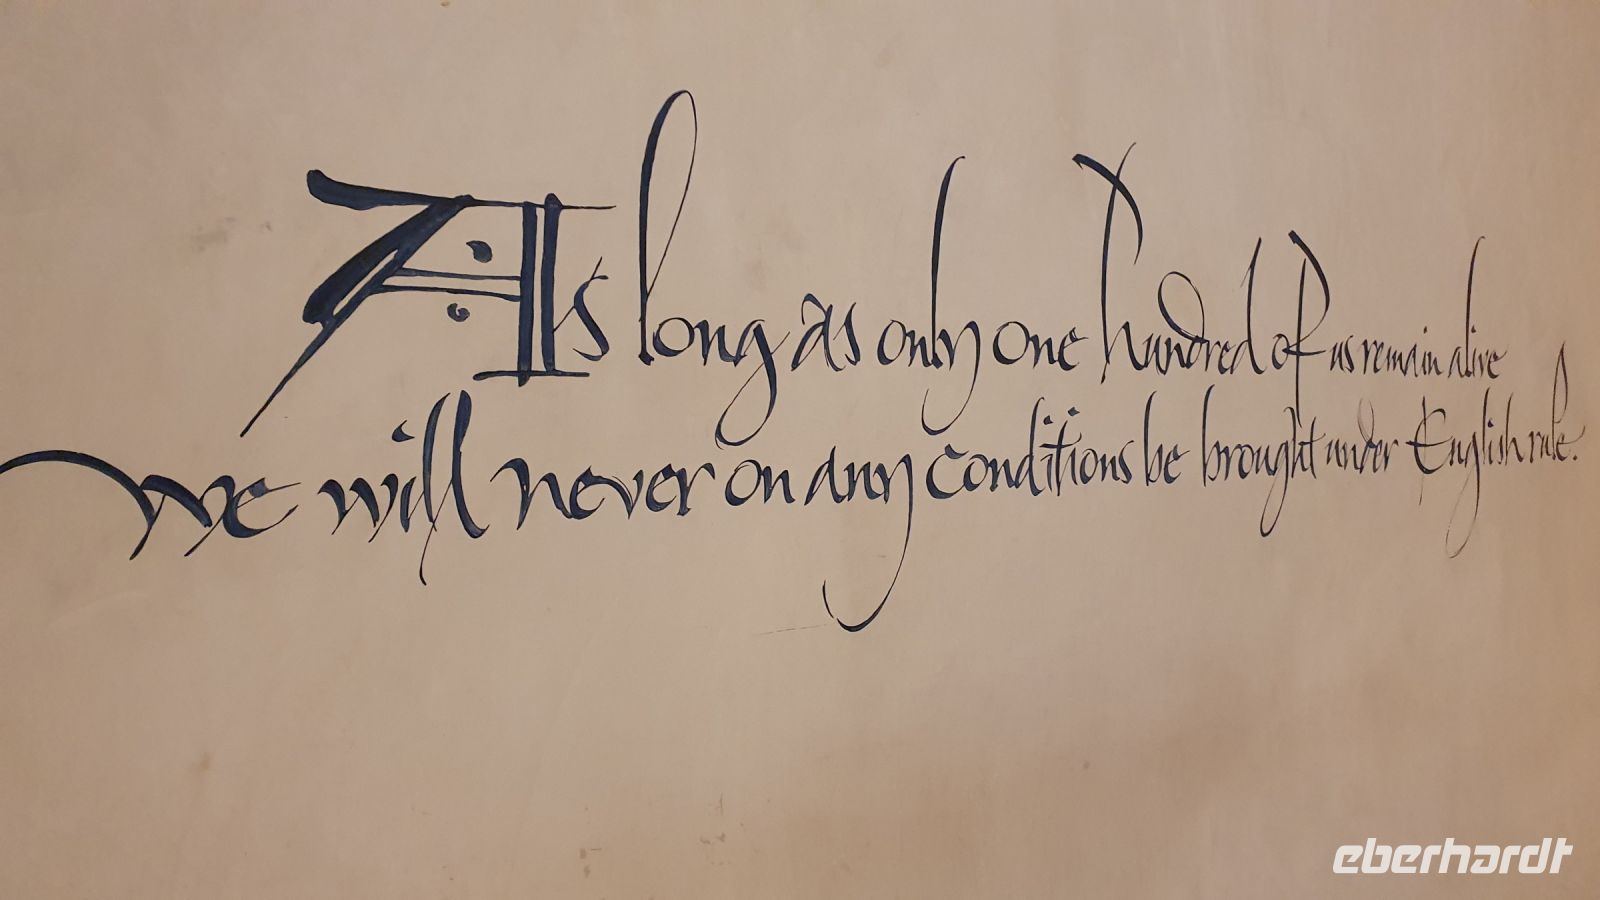 As long as only one hundred of us remain alive
we will never on any conditions be brought under English rule.
eberhardt